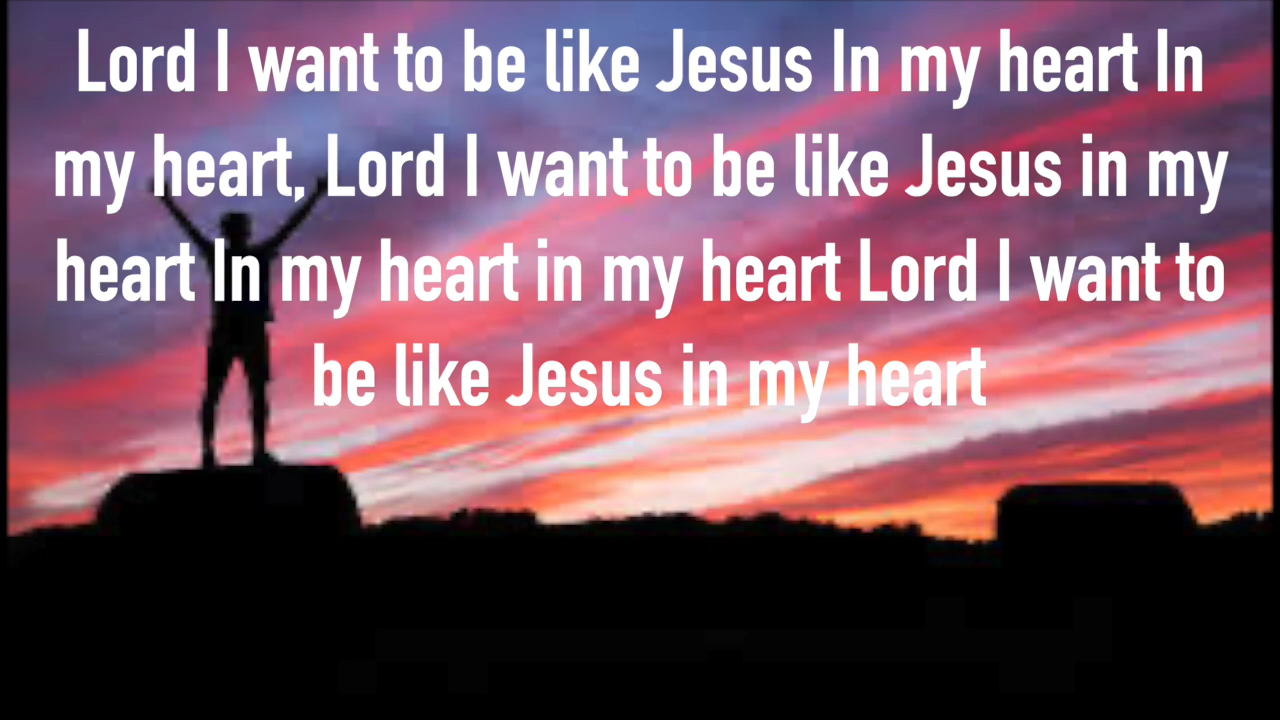 Lord I want to be like Jesus In my heart In
my heart, Lord I want to be like Jesus in my
heart In my heart in my heart Lord I want to
be like Jesus in my heart